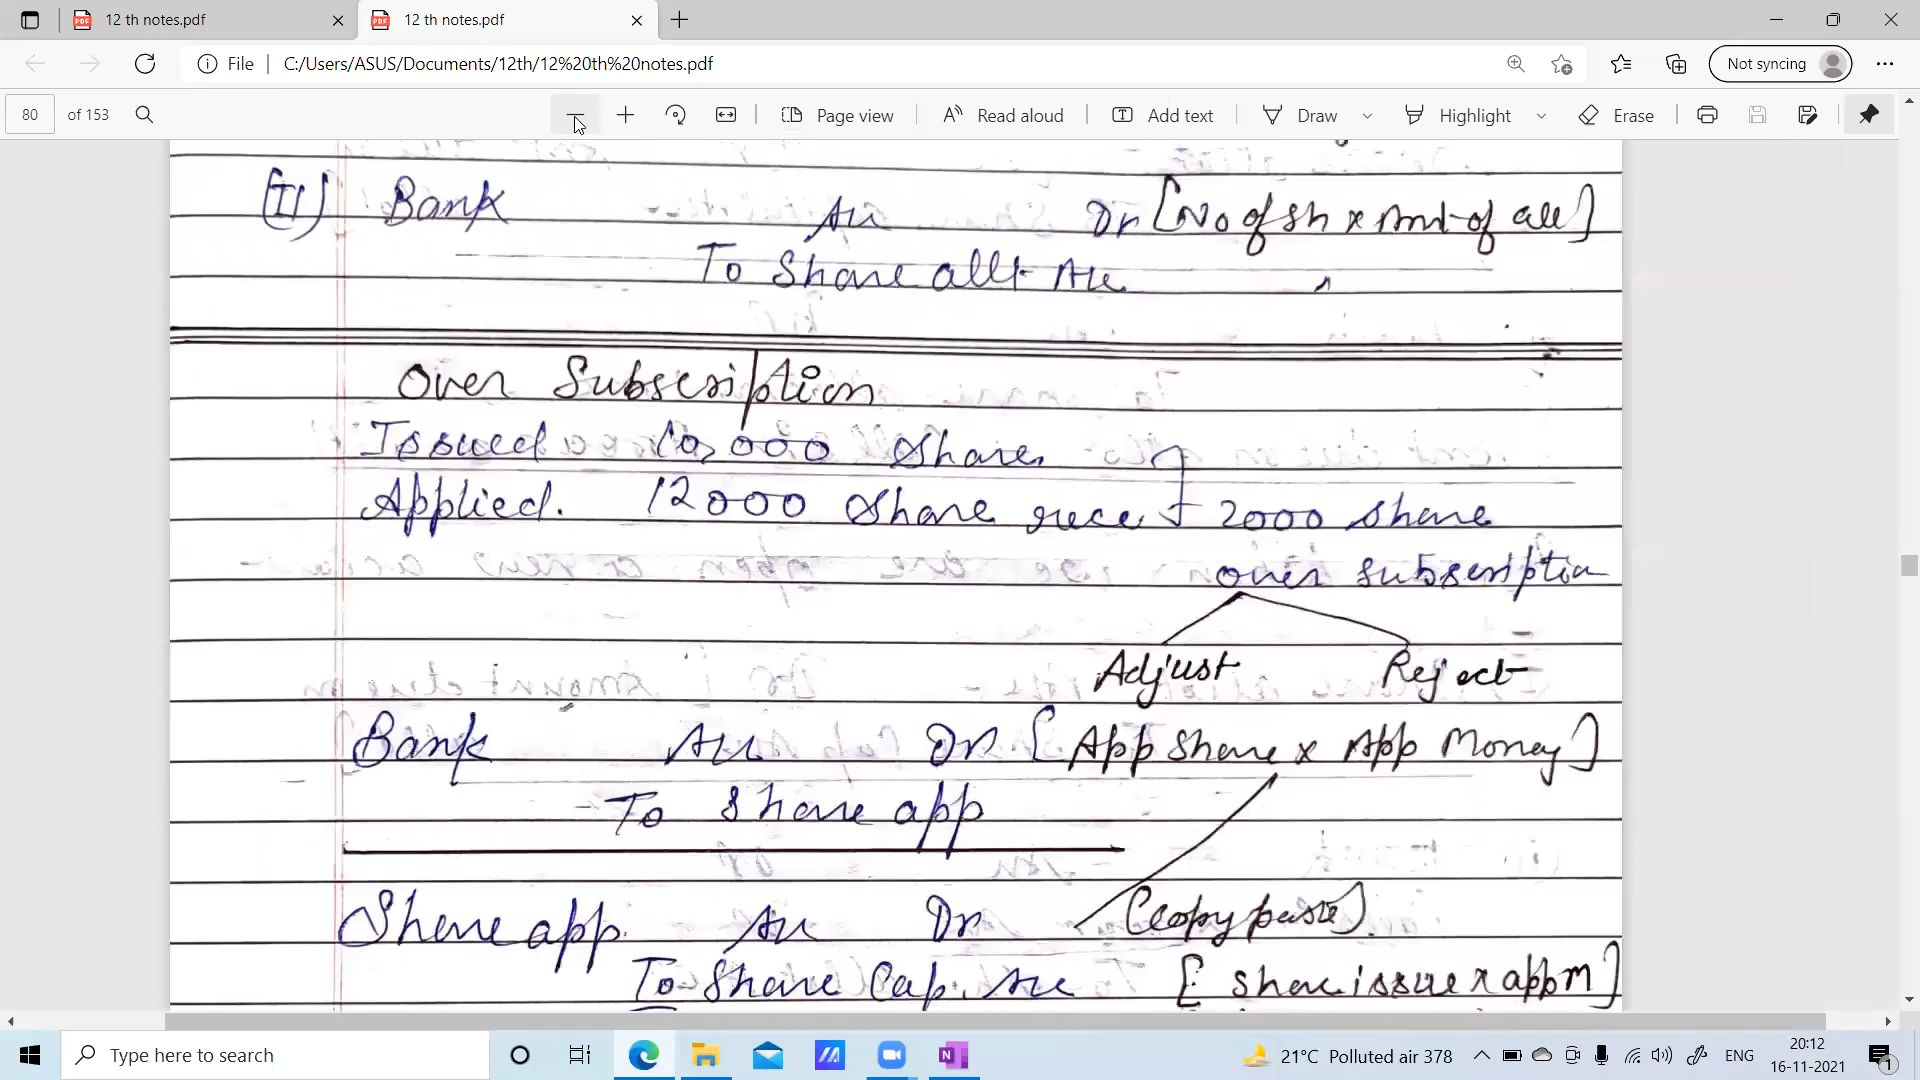 12 th notes.pdf
12 th notes.pdf
File C:/Users/ASUS/Documents/12th/12%20th%20notes.pdf
Not syncing
80 of 153
Page view
Read aloud
Add text
Draw
Highlight
Erase
[II] Bank A/c Dr [No of sh x Amt of all]
To Share allt A/c
Over Subscription
Issued 10,000 Share
Applied. 12000 Share rece 2000 share
over subscription
Adjust Reject
Bank A/c Dr [App Share x App Money]
To Share app
Share app. A/c Dr (copy paste).
To Share Cap. A/c [share issue x app M]
Type here to search
21°C Polluted air 378
ENG
20:12
16-11-2021
1